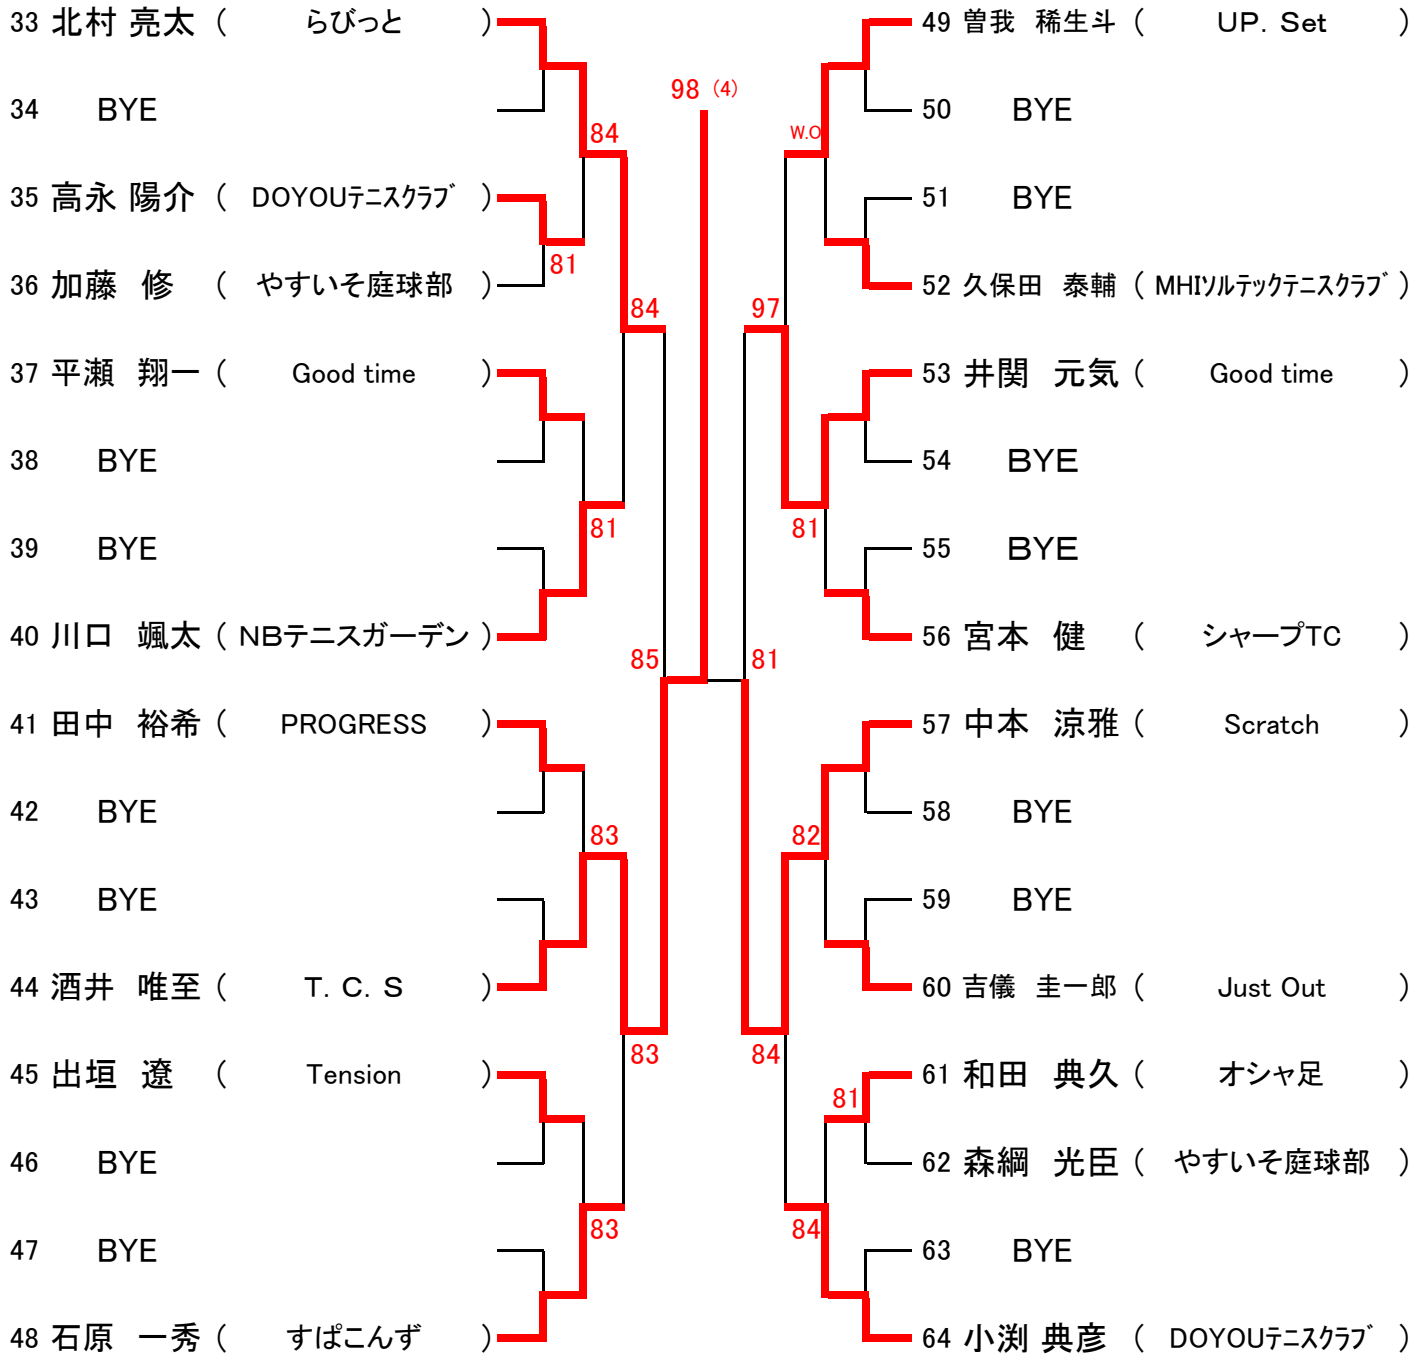 33 北村 亮太 ( らびっと )
34 BYE
35 高永 陽介 ( DOYOUテニスクラブ )
36 加藤 修 ( やすいそ庭球部 )
37 平瀬 翔一 ( Good time )
38 BYE
39 BYE
40 川口 颯太 ( NBテニスガーデン )
41 田中 裕希 ( PROGRESS )
42 BYE
43 BYE
44 酒井 唯至 ( T. C. S )
45 出垣 遼 ( Tension )
46 BYE
47 BYE
48 石原 一秀 ( すぱこんず )
84
81
84
81
85
83
83
83
98 (4)
W.O
97
81
81
82
84
81
84
49 曽我 稀生斗 ( UP. Set )
50 BYE
51 BYE
52 久保田 泰輔 ( MHIソルテックテニスクラブ )
53 井関 元気 ( Good time )
54 BYE
55 BYE
56 宮本 健 ( シャープTC )
57 中本 涼雅 ( Scratch )
58 BYE
59 BYE
60 吉儀 圭一郎 ( Just Out )
61 和田 典久 ( オシャ足 )
62 森綱 光臣 ( やすいそ庭球部 )
63 BYE
64 小渕 典彦 ( DOYOUテニスクラブ )